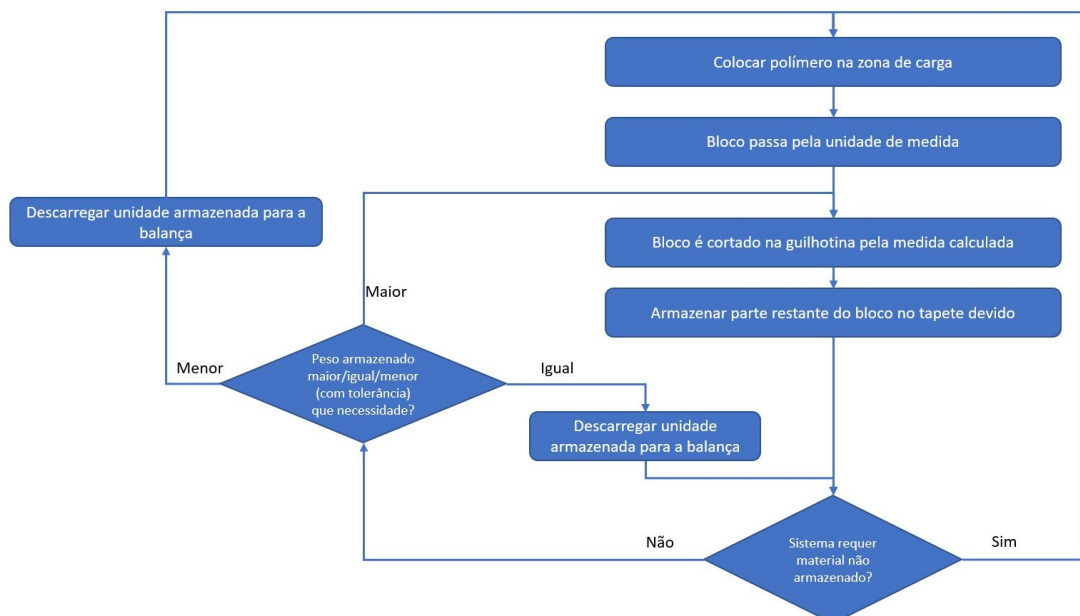 Colocar polímero na zona de carga
Bloco passa pela unidade de medida
Descarregar unidade armazenada para a
balança
Bloco é cortado na guilhotina pela medida calculada
Maior
Armazenar parte restante do bloco no tapete devido
Menor
Peso armazenado
maior/igual/menor
(com tolerância)
que necessidade?
Igual
Descarregar unidade
armazenada para a balança
Não
Sistema requer
material não
armazenado?
Sim